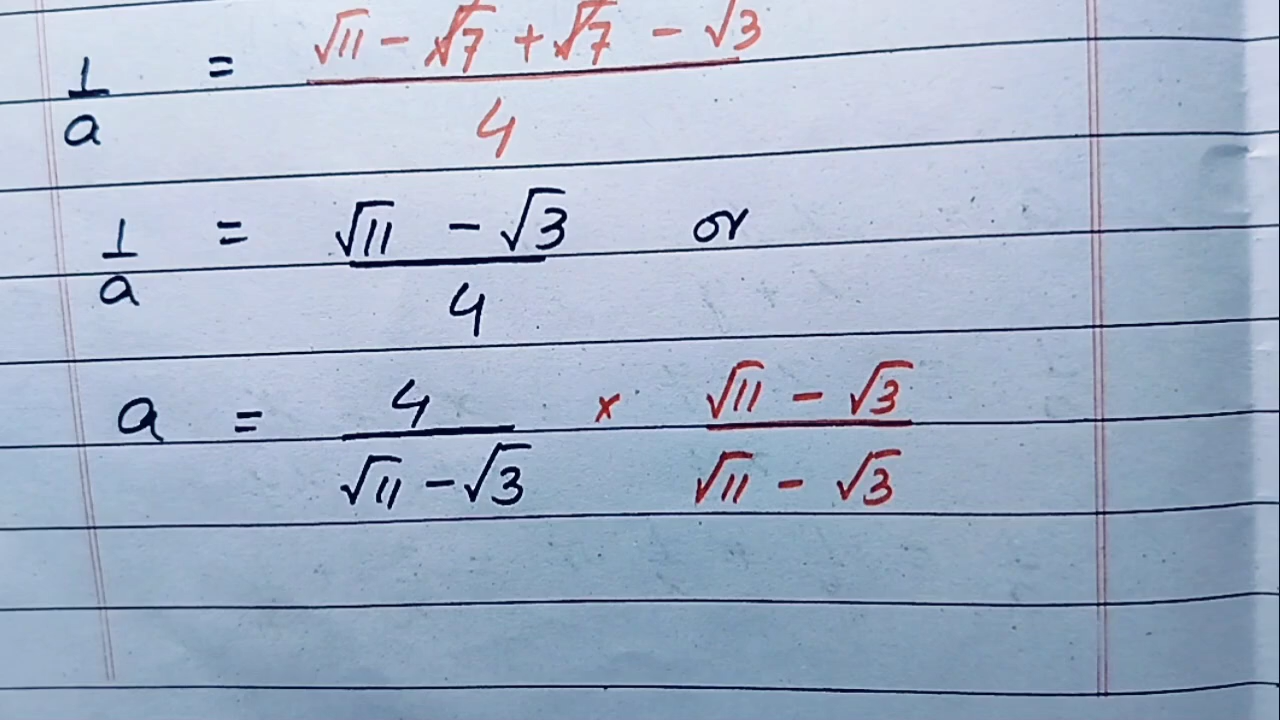 1/a = (√11 - √7 + √7 - √3)/4
1/a = (√11 - √3)/4 or
a = 4/(√11 - √3) × (√11 - √3)/(√11 - √3)